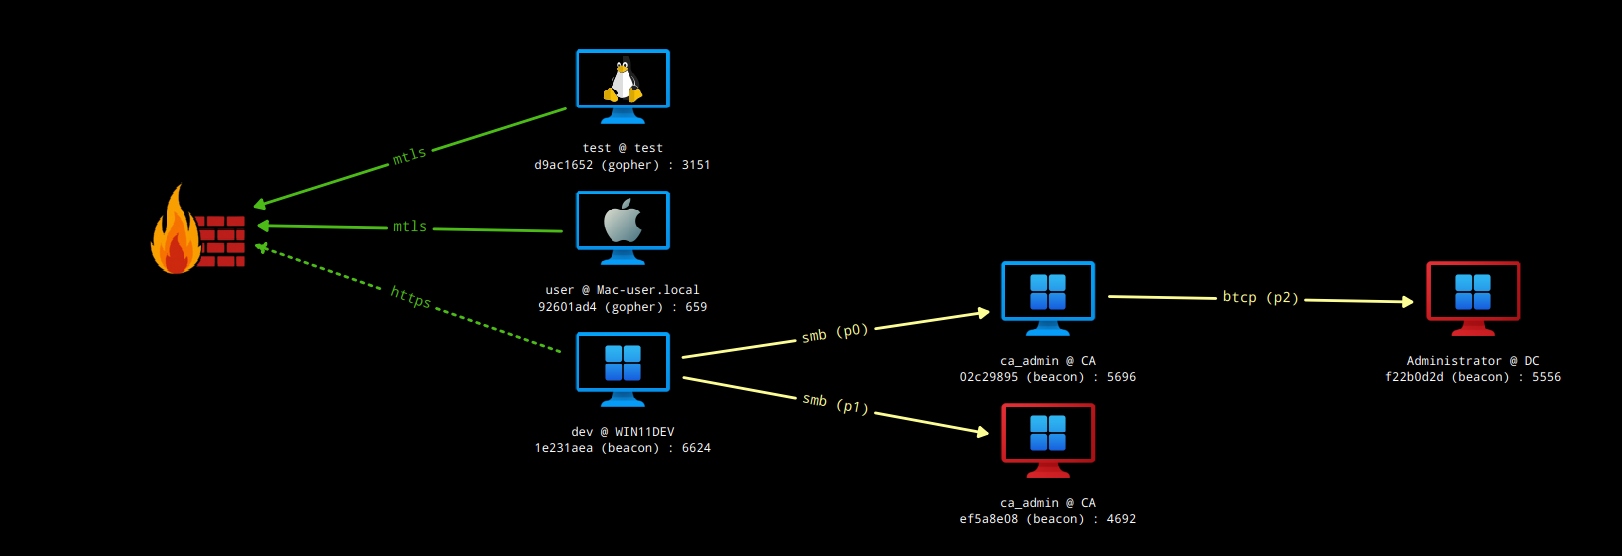 mtls
test @ test
d9ac1652 (gopher) : 3151
mtls
user @ Mac-user.local
92601ad4 (gopher) : 659
https
dev @ WIN11DEV
1e231aea (beacon) : 6624
smb (p0)
ca_admin @ CA
02c29895 (beacon) : 5696
btcp (p2)
Administrator @ DC
f22b0d2d (beacon) : 5556
smb (p1)
ca_admin @ CA
ef5a8e08 (beacon) : 4692